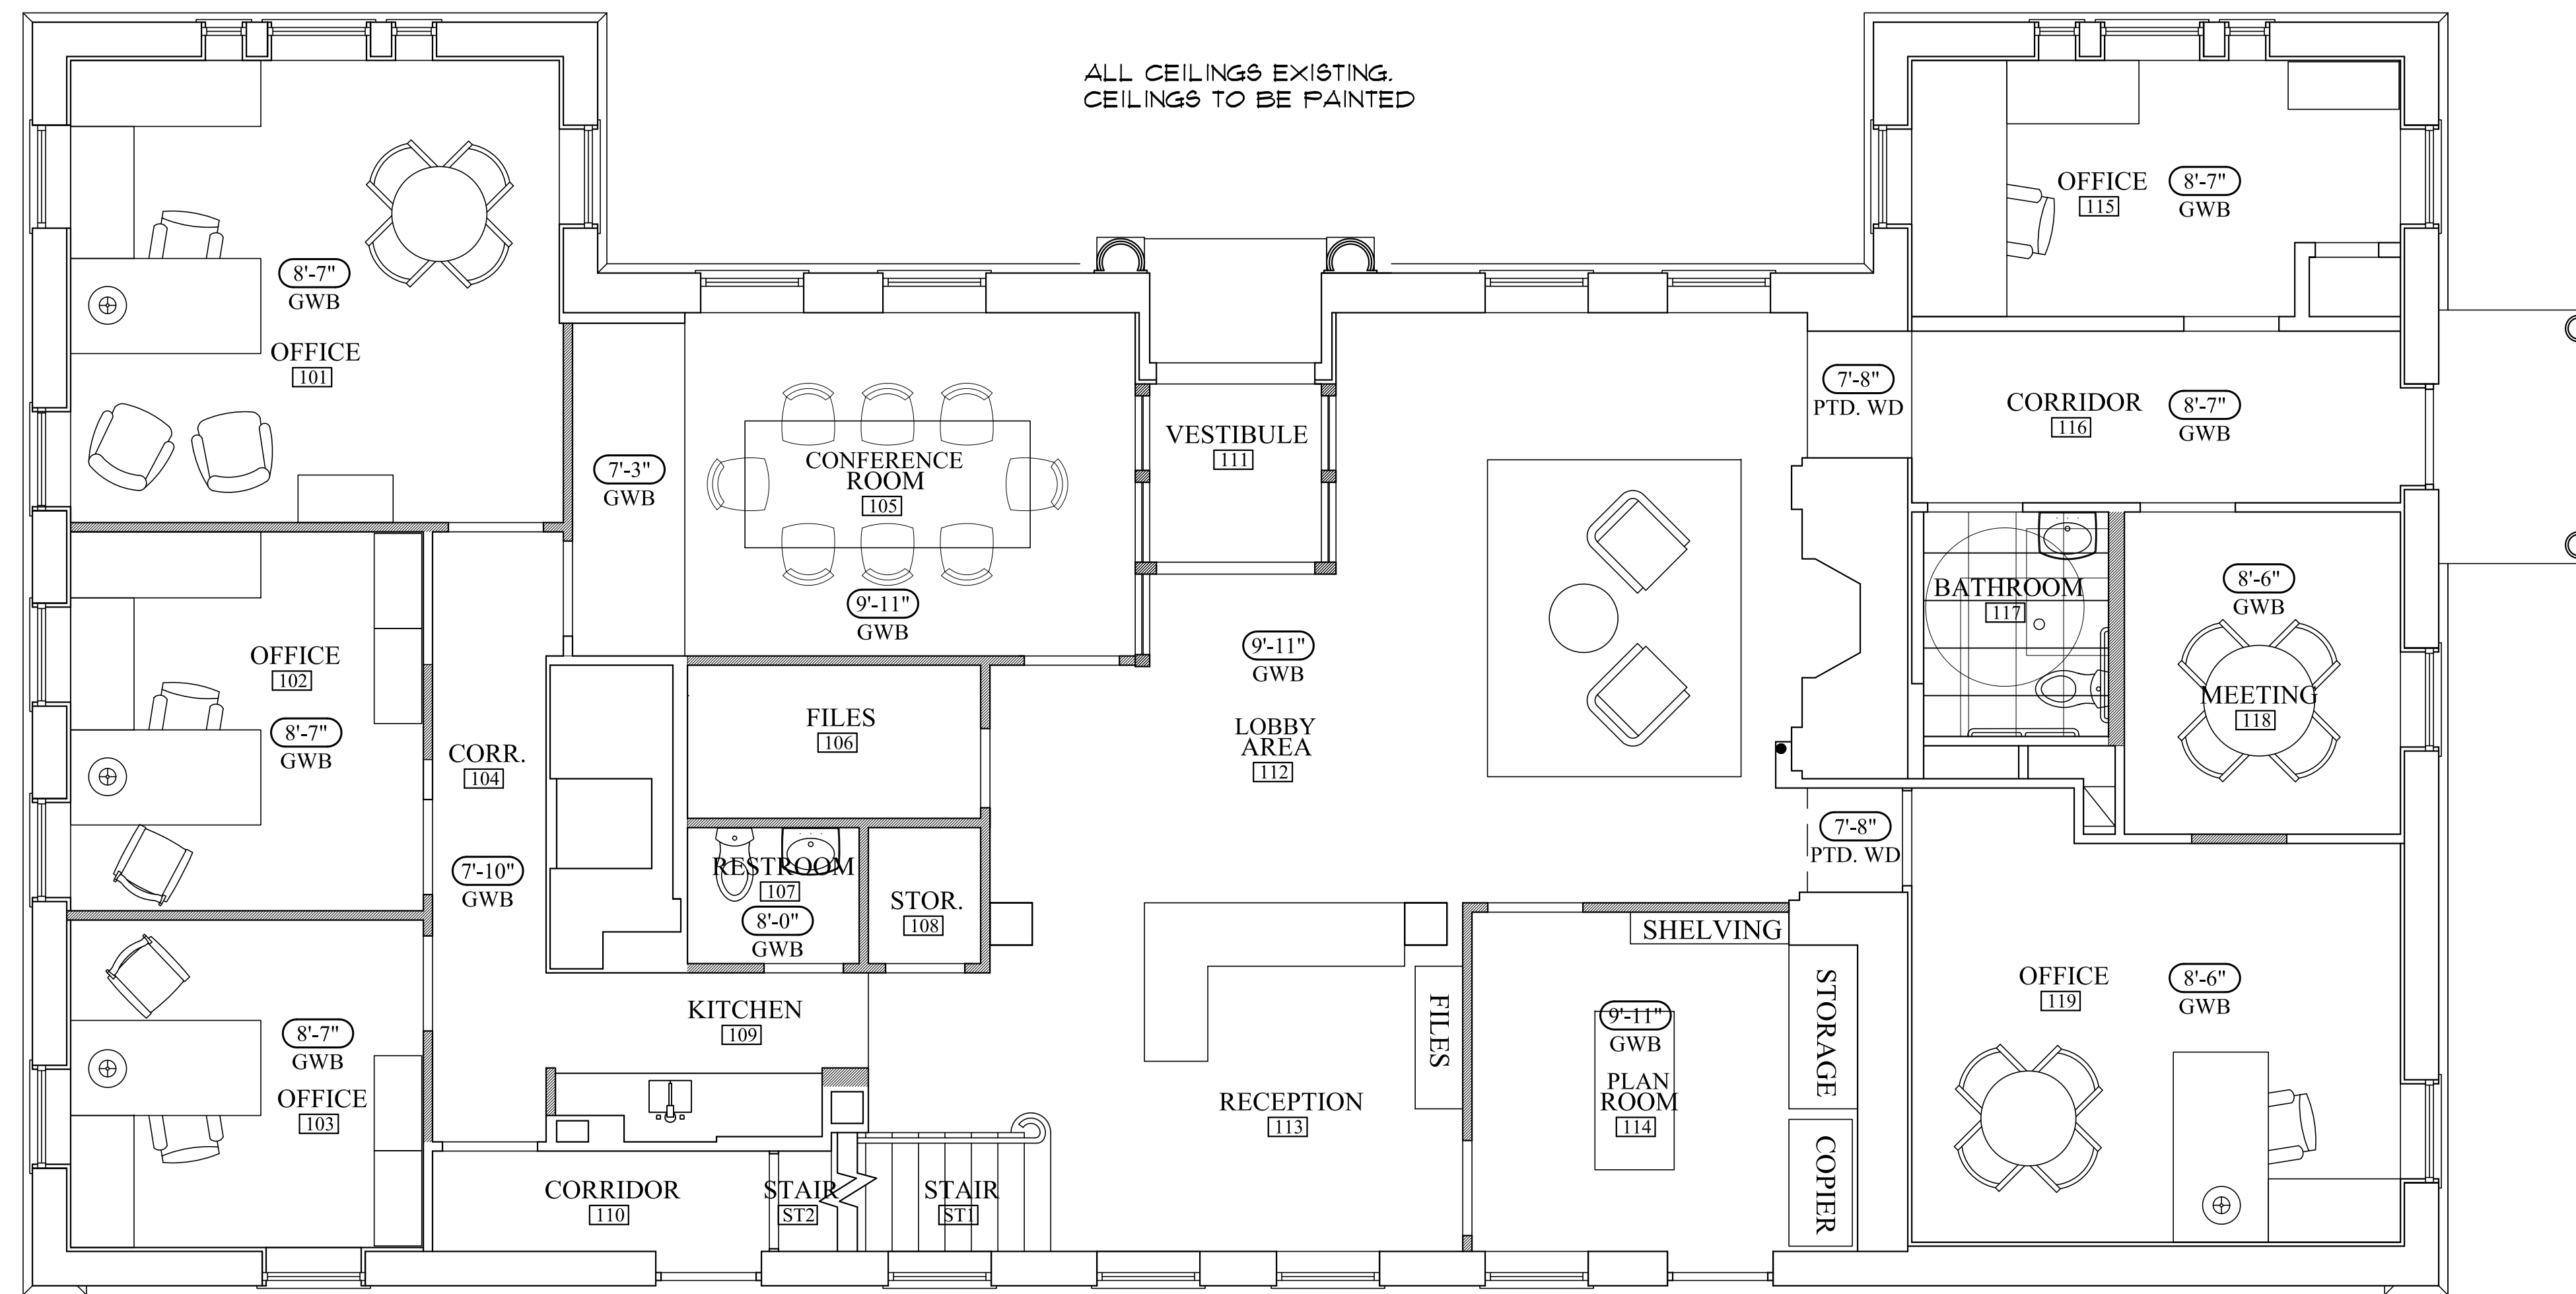 ALL CEILINGS EXISTING.
CEILINGS TO BE PAINTED
8'-7"
GWB
OFFICE
101
OFFICE
102
8'-7"
GWB
8'-7"
GWB
OFFICE
103
CORR.
104
7'-10"
GWB
7'-3"
GWB
CONFERENCE
ROOM
105
9'-11"
GWB
FILES
106
RESTROOM
107
8'-0"
GWB
STOR.
108
KITCHEN
109
CORRIDOR
110
STAIR
ST2
STAIR
ST1
VESTIBULE
111
9'-11"
GWB
LOBBY
AREA
112
RECEPTION
113
FILES
SHELVING
9'-11"
GWB
PLAN
ROOM
114
STORAGE
COPIER
OFFICE
115
8'-7"
GWB
7'-8"
PTD. WD
CORRIDOR
116
8'-7"
GWB
BATHROOM
117
8'-6"
GWB
MEETING
118
7'-8"
PTD. WD
OFFICE
119
8'-6"
GWB